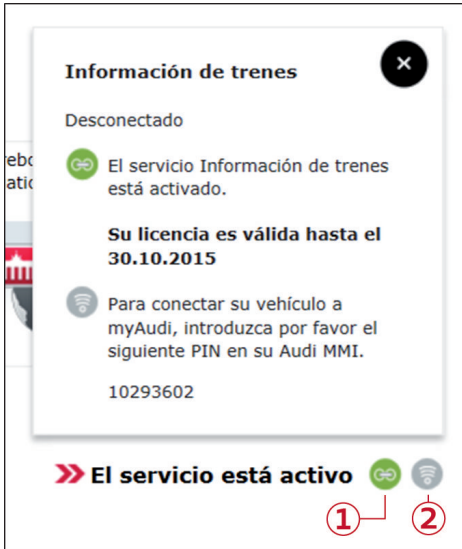 Información de trenes
Desconectado
El servicio Información de trenes
está activado.
Su licencia es válida hasta el
30.10.2015
Para conectar su vehículo a
myAudi, introduzca por favor el
siguiente PIN en su Audi MMI.
10293602
El servicio está activo
1 2